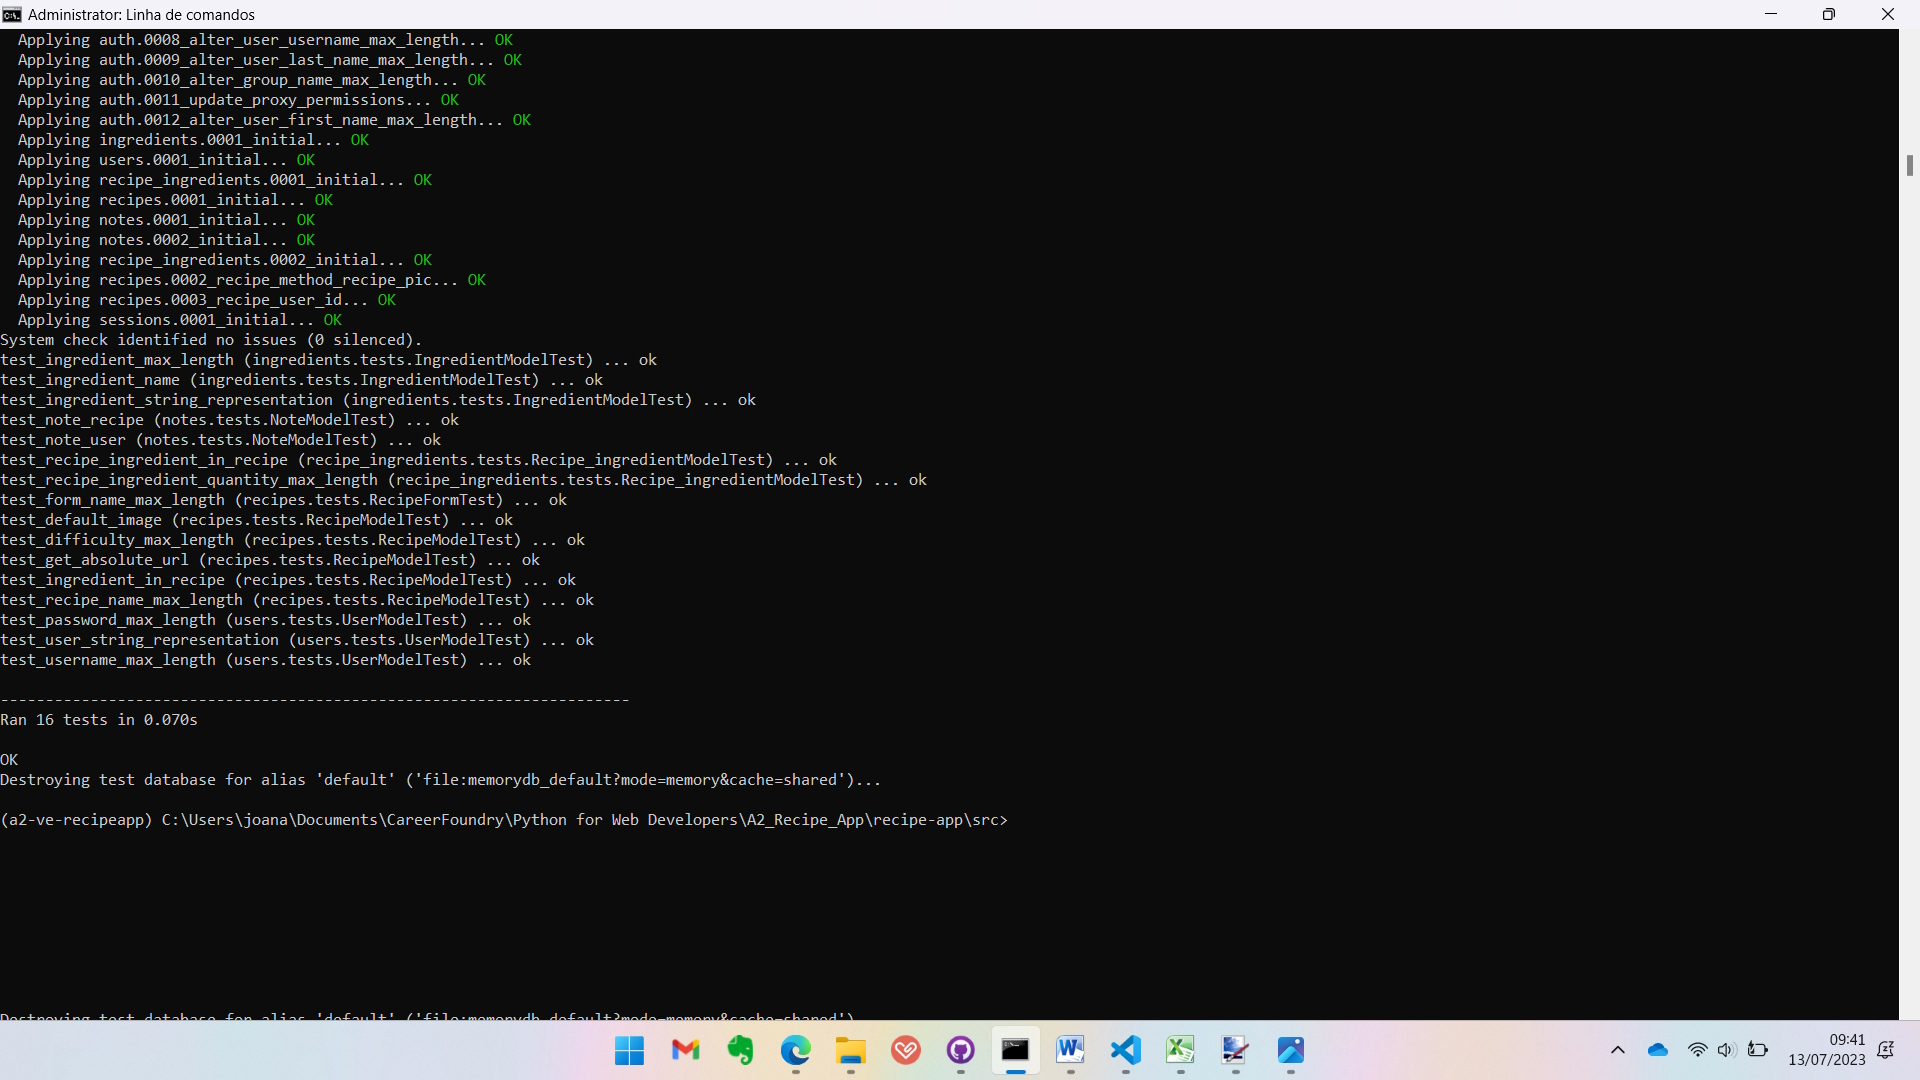 Administrator: Linha de comandos
Applying auth.0008_alter_user_username_max_length... OK
Applying auth.0009_alter_user_last_name_max_length... OK
Applying auth.0010_alter_group_name_max_length... OK
Applying auth.0011_update_proxy_permissions... OK
Applying auth.0012_alter_user_first_name_max_length... OK
Applying ingredients.0001_initial... OK
Applying users.0001_initial... OK
Applying recipe_ingredients.0001_initial... OK
Applying recipes.0001_initial... OK
Applying notes.0001_initial... OK
Applying notes.0002_initial... OK
Applying recipe_ingredients.0002_initial... OK
Applying recipes.0002_recipe_method_recipe_pic... OK
Applying recipes.0003_recipe_user_id... OK
Applying sessions.0001_initial... OK
System check identified no issues (0 silenced).
test_ingredient_max_length (ingredients.tests.IngredientModelTest) ... ok
test_ingredient_name (ingredients.tests.IngredientModelTest) ... ok
test_ingredient_string_representation (ingredients.tests.IngredientModelTest) ... ok
test_note_recipe (notes.tests.NoteModelTest) ... ok
test_note_user (notes.tests.NoteModelTest) ... ok
test_recipe_ingredient_in_recipe (recipe_ingredients.tests.Recipe_ingredientModelTest) ... ok
test_recipe_ingredient_quantity_max_length (recipe_ingredients.tests.Recipe_ingredientModelTest) ... ok
test_form_name_max_length (recipes.tests.RecipeFormTest) ... ok
test_default_image (recipes.tests.RecipeModelTest) ... ok
test_difficulty_max_length (recipes.tests.RecipeModelTest) ... ok
test_get_absolute_url (recipes.tests.RecipeModelTest) ... ok
test_ingredient_in_recipe (recipes.tests.RecipeModelTest) ... ok
test_recipe_name_max_length (recipes.tests.RecipeModelTest) ... ok
test_password_max_length (users.tests.UserModelTest) ... ok
test_user_string_representation (users.tests.UserModelTest) ... ok
test_username_max_length (users.tests.UserModelTest) ... ok
----------------------------------------------------------------------
Ran 16 tests in 0.070s
OK
Destroying test database for alias 'default' ('file:memorydb_default?mode=memory&cache=shared')...
(a2-ve-recipeapp) C:\Users\joana\Documents\CareerFoundry\Python for Web Developers\A2_Recipe_App\recipe-app\src>
Destroying test database for alias 'default' ('file:memorydb_default?mode=memory&cache=shared')
09:41
13/07/2023